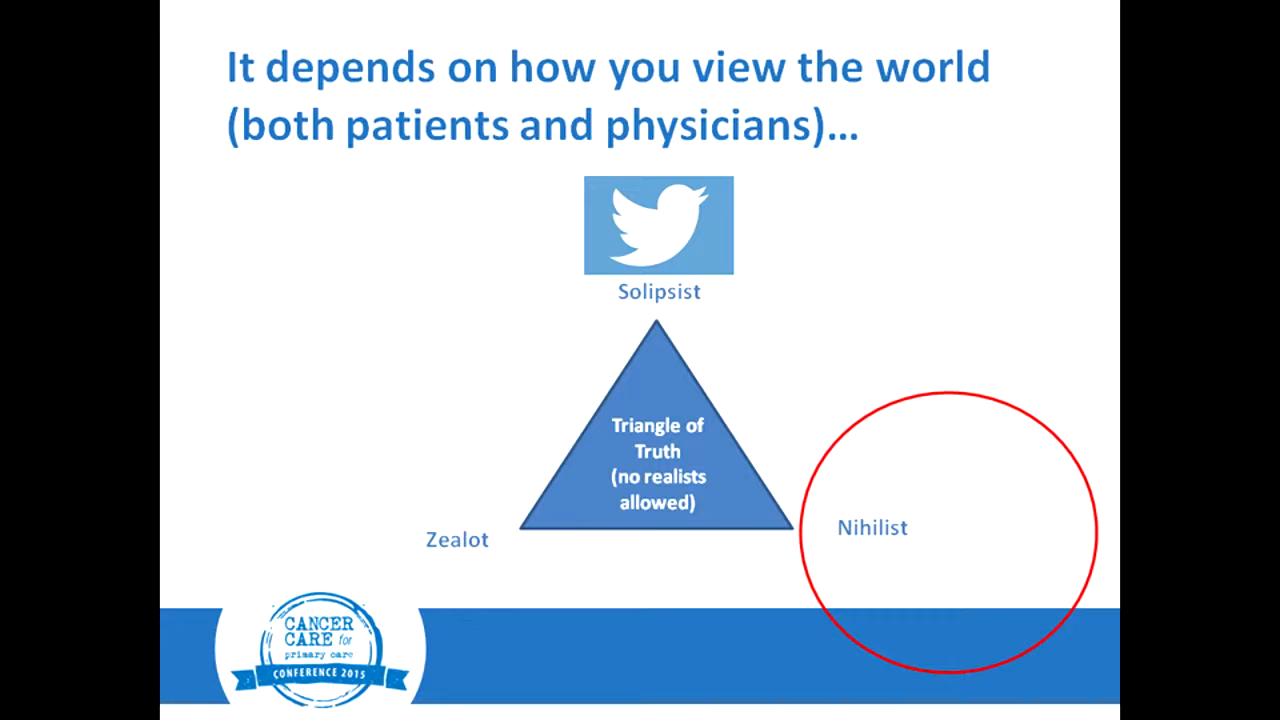 It depends on how you view the world
(both patients and physicians)...
Solipsist
Triangle of
Truth
(no realists
allowed)
Zealot
Nihilist
CANCER
CARE for
primary care
CONFERENCE 2015